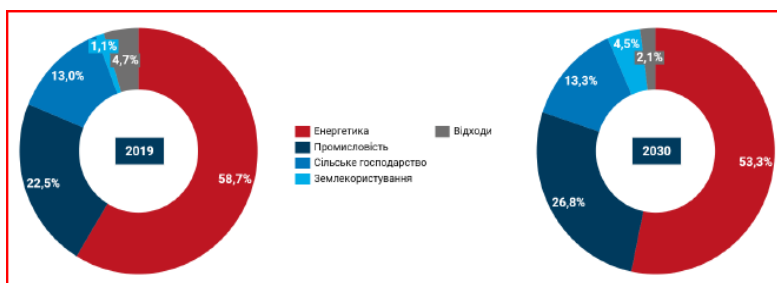 1,1%
4,7%
13,0%
2019
22,5%
58,7%
Енергетика
Відходи
Промисловість
Сільське господарство
Землекористування
4,5%
2,1%
13,3%
2030
53,3%
26,8%